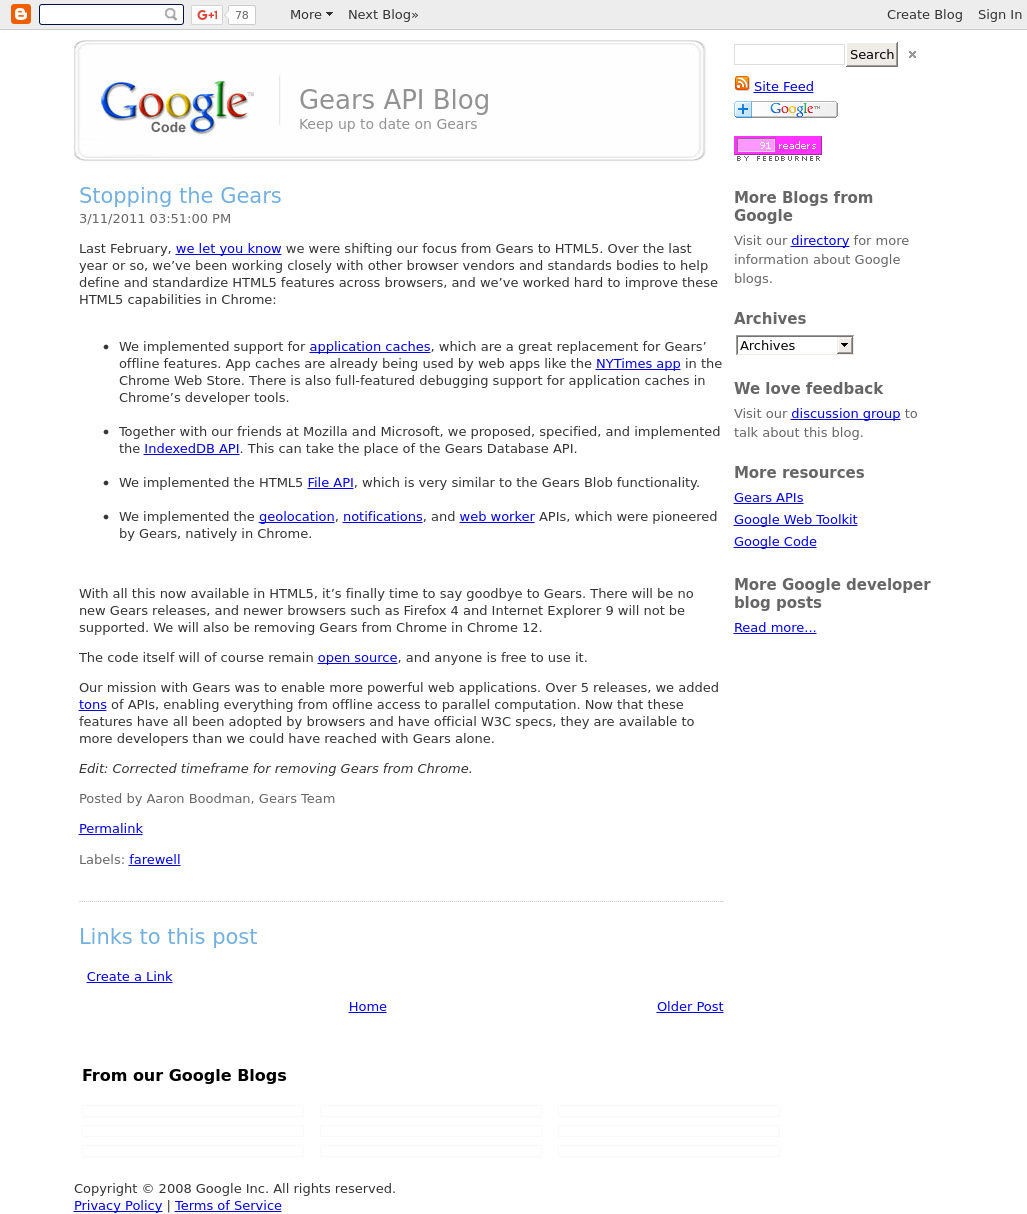 G+1 78 More Next Blog» Create Blog Sign In
Google™
Code
Gears API Blog
Keep up to date on Gears
Search
Site Feed
Google™
91 readers
BY FEEDBURNER
Stopping the Gears
3/11/2011 03:51:00 PM
Last February, we let you know we were shifting our focus from Gears to HTML5. Over the last
year or so, we’ve been working closely with other browser vendors and standards bodies to help
define and standardize HTML5 features across browsers, and we’ve worked hard to improve these
HTML5 capabilities in Chrome:
• We implemented support for application caches, which are a great replacement for Gears’
offline features. App caches are already being used by web apps like the NYTimes app in the
Chrome Web Store. There is also full-featured debugging support for application caches in
Chrome’s developer tools.
• Together with our friends at Mozilla and Microsoft, we proposed, specified, and implemented
the IndexedDB API. This can take the place of the Gears Database API.
• We implemented the HTML5 File API, which is very similar to the Gears Blob functionality.
• We implemented the geolocation, notifications, and web worker APIs, which were pioneered
by Gears, natively in Chrome.
With all this now available in HTML5, it’s finally time to say goodbye to Gears. There will be no
new Gears releases, and newer browsers such as Firefox 4 and Internet Explorer 9 will not be
supported. We will also be removing Gears from Chrome in Chrome 12.
The code itself will of course remain open source, and anyone is free to use it.
Our mission with Gears was to enable more powerful web applications. Over 5 releases, we added
tons of APIs, enabling everything from offline access to parallel computation. Now that these
features have all been adopted by browsers and have official W3C specs, they are available to
more developers than we could have reached with Gears alone.
Edit: Corrected timeframe for removing Gears from Chrome.
Posted by Aaron Boodman, Gears Team
Permalink
Labels: farewell
Links to this post
Create a Link
Home Older Post
More Blogs from
Google
Visit our directory for more
information about Google
blogs.
Archives
Archives
We love feedback
Visit our discussion group to
talk about this blog.
More resources
Gears APIs
Google Web Toolkit
Google Code
More Google developer
blog posts
Read more...
From our Google Blogs
Copyright © 2008 Google Inc. All rights reserved.
Privacy Policy | Terms of Service